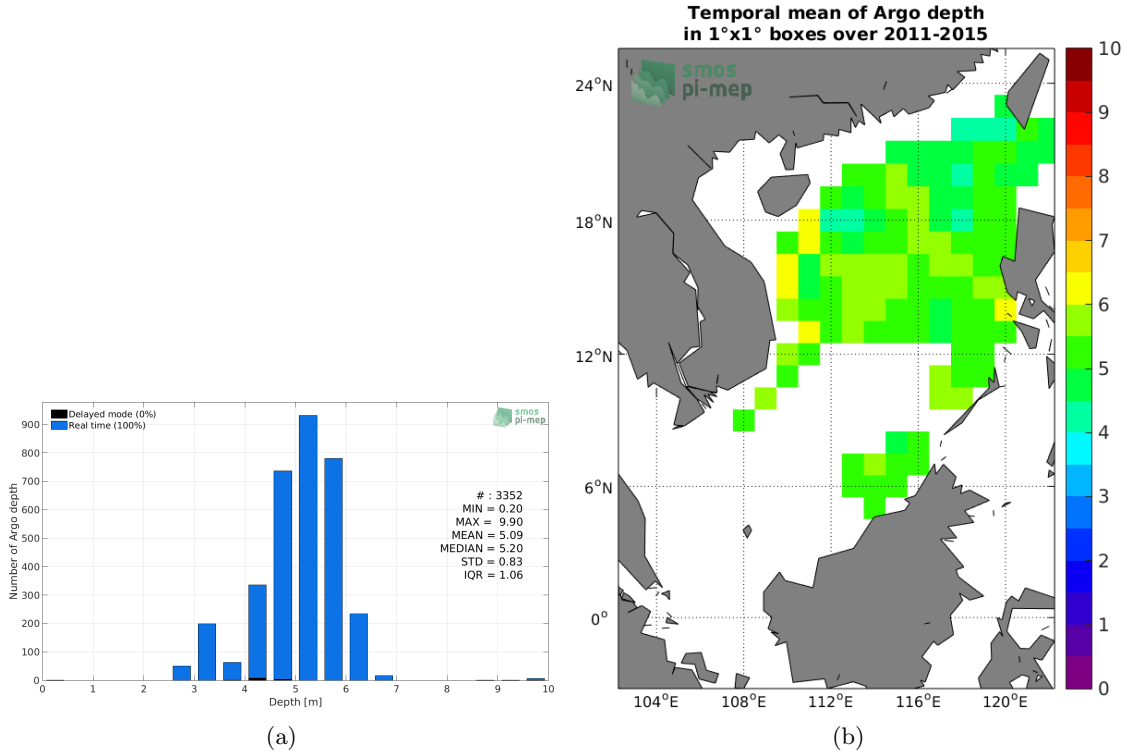 Delayed mode (0%)
Real time (100%)
smos
pi-mep
900
800
700
600
500
400
300
200
100
0
Number of Argo depth
# : 3352
MIN = 0.20
MAX = 9.90
MEAN = 5.09
MEDIAN = 5.20
STD = 0.83
IQR = 1.06
0 1 2 3 4 5 6 7 8 9 10
Depth [m]
(a)
Temporal mean of Argo depth
in 1°x1° boxes over 2011-2015
smos
pi-mep
24°N
18°N
12°N
6°N
0°
104°E 108°E 112°E 116°E 120°E
10
9
8
7
6
5
4
3
2
1
0
(b)